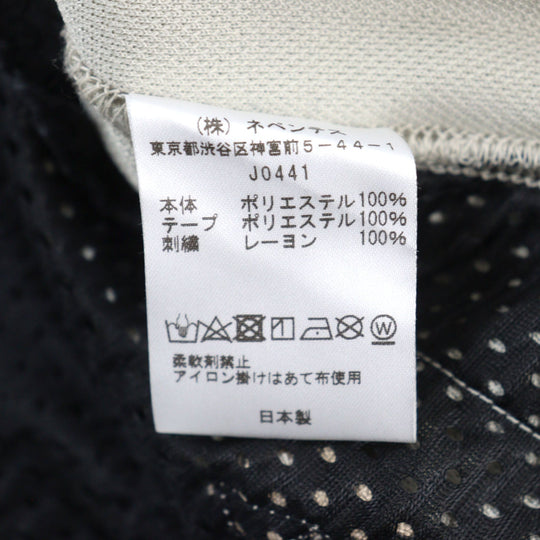 (株) ネペンテス
東京都渋谷区神宮前5-44-1
J0441
本体 ポリエステル100%
テープ ポリエステル100%
刺繍 レーヨン 100%
W
柔軟剤禁止
アイロン掛けはあて布使用
日本製